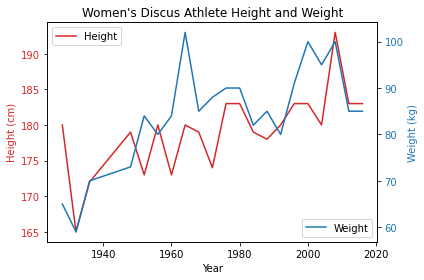 Women's Discus Athlete Height and Weight
Height
Weight
Height (cm)
Weight (kg)
Year
190
185
180
175
170
165
100
90
80
70
60
1940
1960
1980
2000
2020